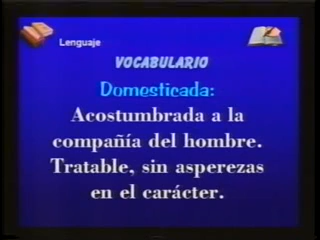 Lenguaje
VOCABULARIO
Domesticada:
Acostumbrada a la
compañía del hombre.
Tratable, sin asperezas
en el carácter.